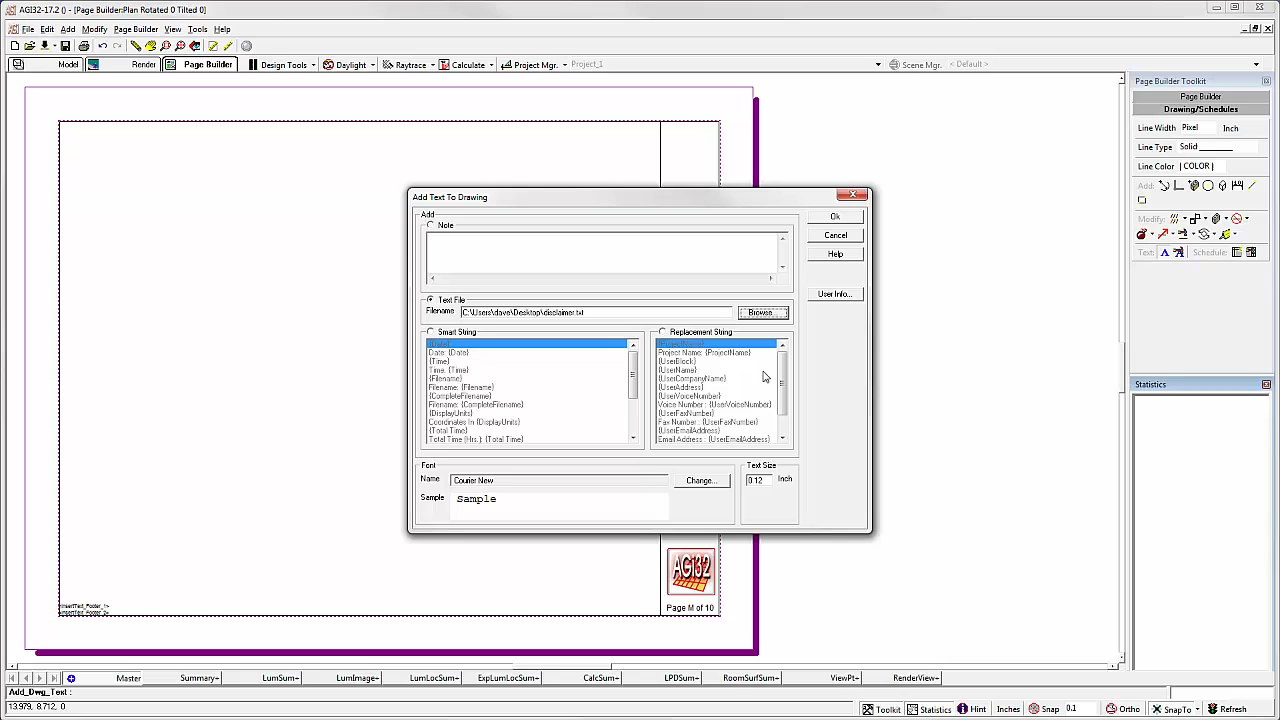 AGI32-17.2 () - [Page Builder:Plan Rotated 0 Tilted 0]
File Edit Add Modify Page Builder View Tools Help
Model Render Page Builder Design Tools Daylight Raytrace Calculate Project Mgr. Project_1 Scene Mgr. < Default >
Page Builder Toolkit
Page Builder
Drawing/Schedules
Line Width Pixel Inch
Line Type Solid
Line Color ( COLOR )
Add:
Modify:
Text: A Schedule:
Statistics
Add Text To Drawing
Add
Note
Text File
Filename C:\Users\dave\Desktop\disclaimer.txt Browse...
Smart String
{Date}
Date: {Date}
{Time}
Time: {Time}
{Filename}
Filename: {Filename}
{CompleteFilename}
Filename: {CompleteFilename}
{DisplayUnits}
Coordinates In {DisplayUnits}
{Total Time}
Total Time (Hrs.): {Total Time}
Replacement String
{ProjectName}
Project Name: {ProjectName}
{UserBlock}
{UserName}
{UserCompanyName}
{UserAddress}
{UserVoiceNumber}
Voice Number : {UserVoiceNumber}
{UserFaxNumber}
Fax Number : {UserFaxNumber}
{UserEmailAddress}
Email Address : {UserEmailAddress}
Font
Name Courier New Change...
Sample Sample
Text Size
0.12 Inch
Ok
Cancel
Help
User Info...
AGI32
Page M of 10
<InsertText_Footer_1>
<InsertText_Footer_2>
Master Summary+ LumSum+ LumImage+ LumLocSum+ ExpLumLocSum+ CalcSum+ LPDSum+ RoomSurfSum+ ViewPt+ RenderView+
Add_Dwg_Text :
13.979, 8.712, 0
Toolkit Statistics Hint Inches Snap 0.1 Ortho SnapTo Refresh